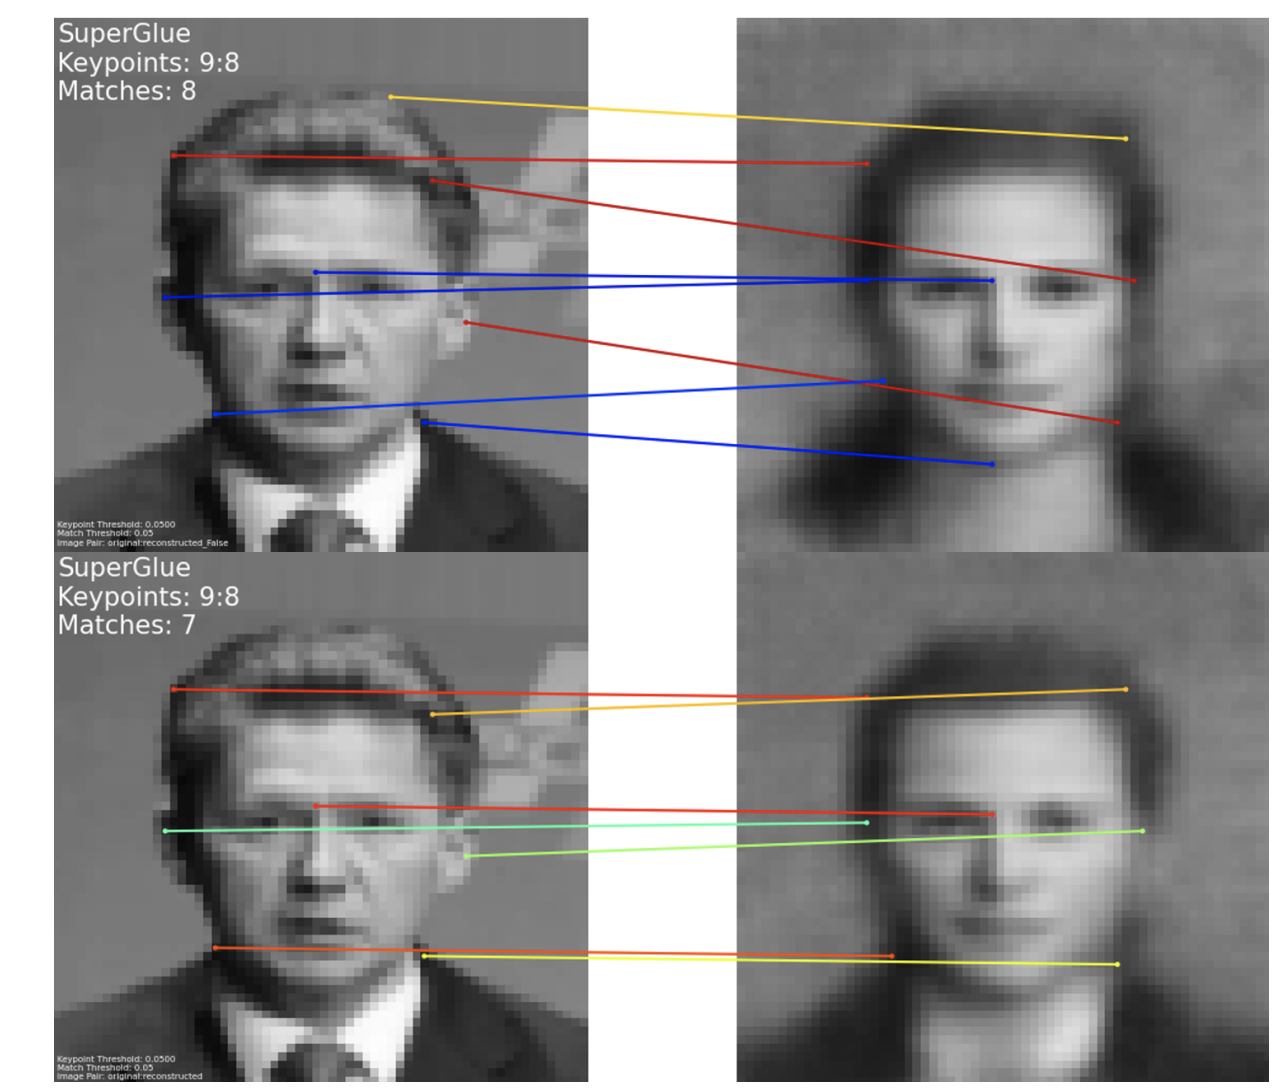 SuperGlue
Keypoints: 9:8
Matches: 8
Keypoint Threshold: 0.0500
Match Threshold: 0.05
Image Pair: original:reconstructed_False
SuperGlue
Keypoints: 9:8
Matches: 7
Keypoint Threshold: 0.0500
Match Threshold: 0.05
Image Pair: original:reconstructed